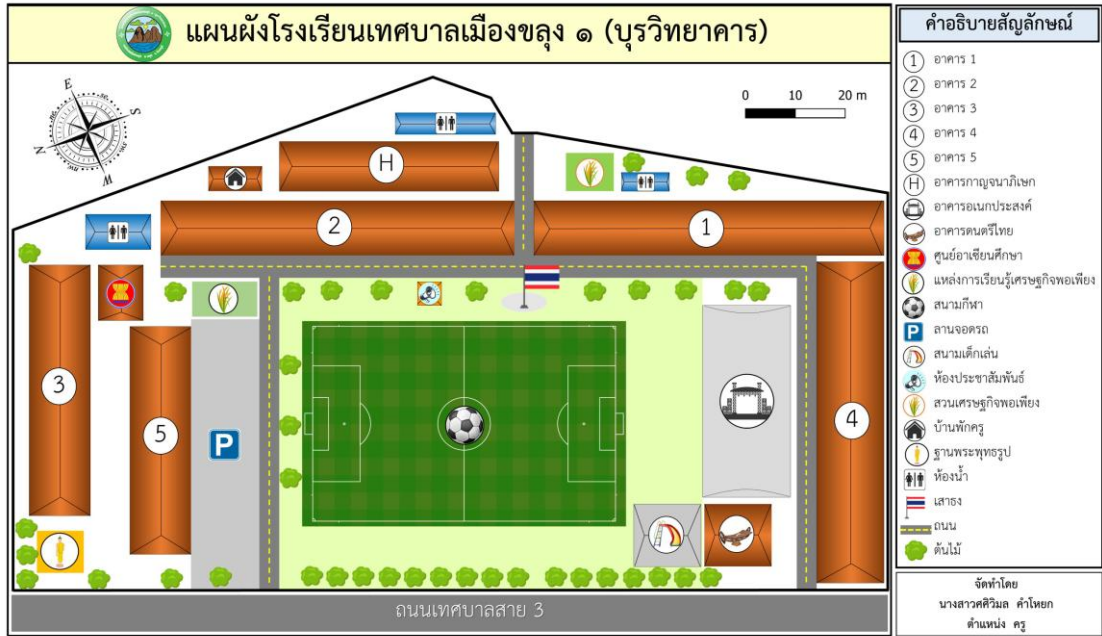 แผนผังโรงเรียนเทศบาลเมืองขลุง ๑ (บุรวิทยาคาร)
E
S
N
W
0 10 20 m
H
2
1
3
5
P
4
ถนนเทศบาลสาย 3
คำอธิบายสัญลักษณ์
1 อาคาร 1
2 อาคาร 2
3 อาคาร 3
4 อาคาร 4
5 อาคาร 5
H อาคารกาญจนาภิเษก
อาคารอเนกประสงค์
อาคารดนตรีไทย
ศูนย์อาเซียนศึกษา
แหล่งการเรียนรู้เศรษฐกิจพอเพียง
สนามกีฬา
P ลานจอดรถ
สนามเด็กเล่น
ห้องประชาสัมพันธ์
สวนเศรษฐกิจพอเพียง
บ้านพักครู
ฐานพระพุทธรูป
ห้องน้ำ
เสาธง
ถนน
ต้นไม้
จัดทำโดย
นางสาวศศิวิมล คำโหยก
ตำแหน่ง ครู